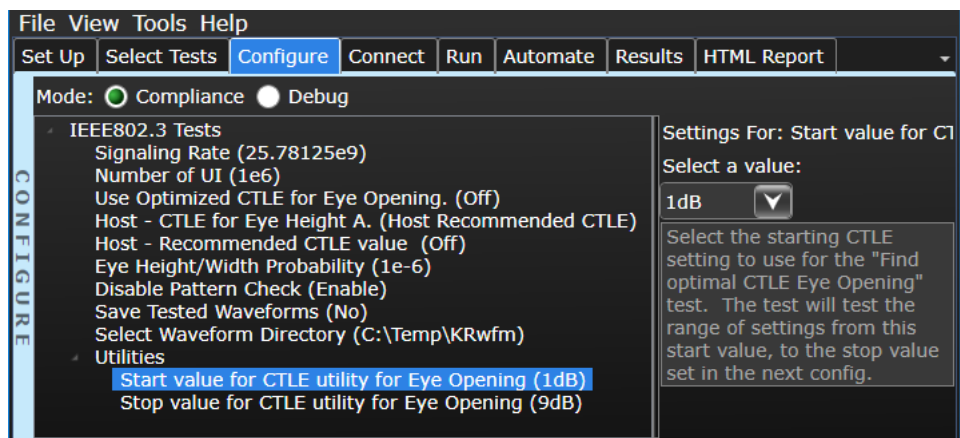 File View Tools Help
Set Up Select Tests Configure Connect Run Automate Results HTML Report
CONFIGURE
Mode: Compliance Debug
IEEE802.3 Tests
Signaling Rate (25.78125e9)
Number of UI (1e6)
Use Optimized CTLE for Eye Opening. (Off)
Host - CTLE for Eye Height A. (Host Recommended CTLE)
Host - Recommended CTLE value (Off)
Eye Height/Width Probability (1e-6)
Disable Pattern Check (Enable)
Save Tested Waveforms (No)
Select Waveform Directory (C:\Temp\KRwfm)
Utilities
Start value for CTLE utility for Eye Opening (1dB)
Stop value for CTLE utility for Eye Opening (9dB)
Settings For: Start value for
Select a value:
1dB
Select the starting CTLE
setting to use for the "Find
optimal CTLE Eye Opening"
test. The test will test the
range of settings from this
start value, to the stop value
set in the next config.